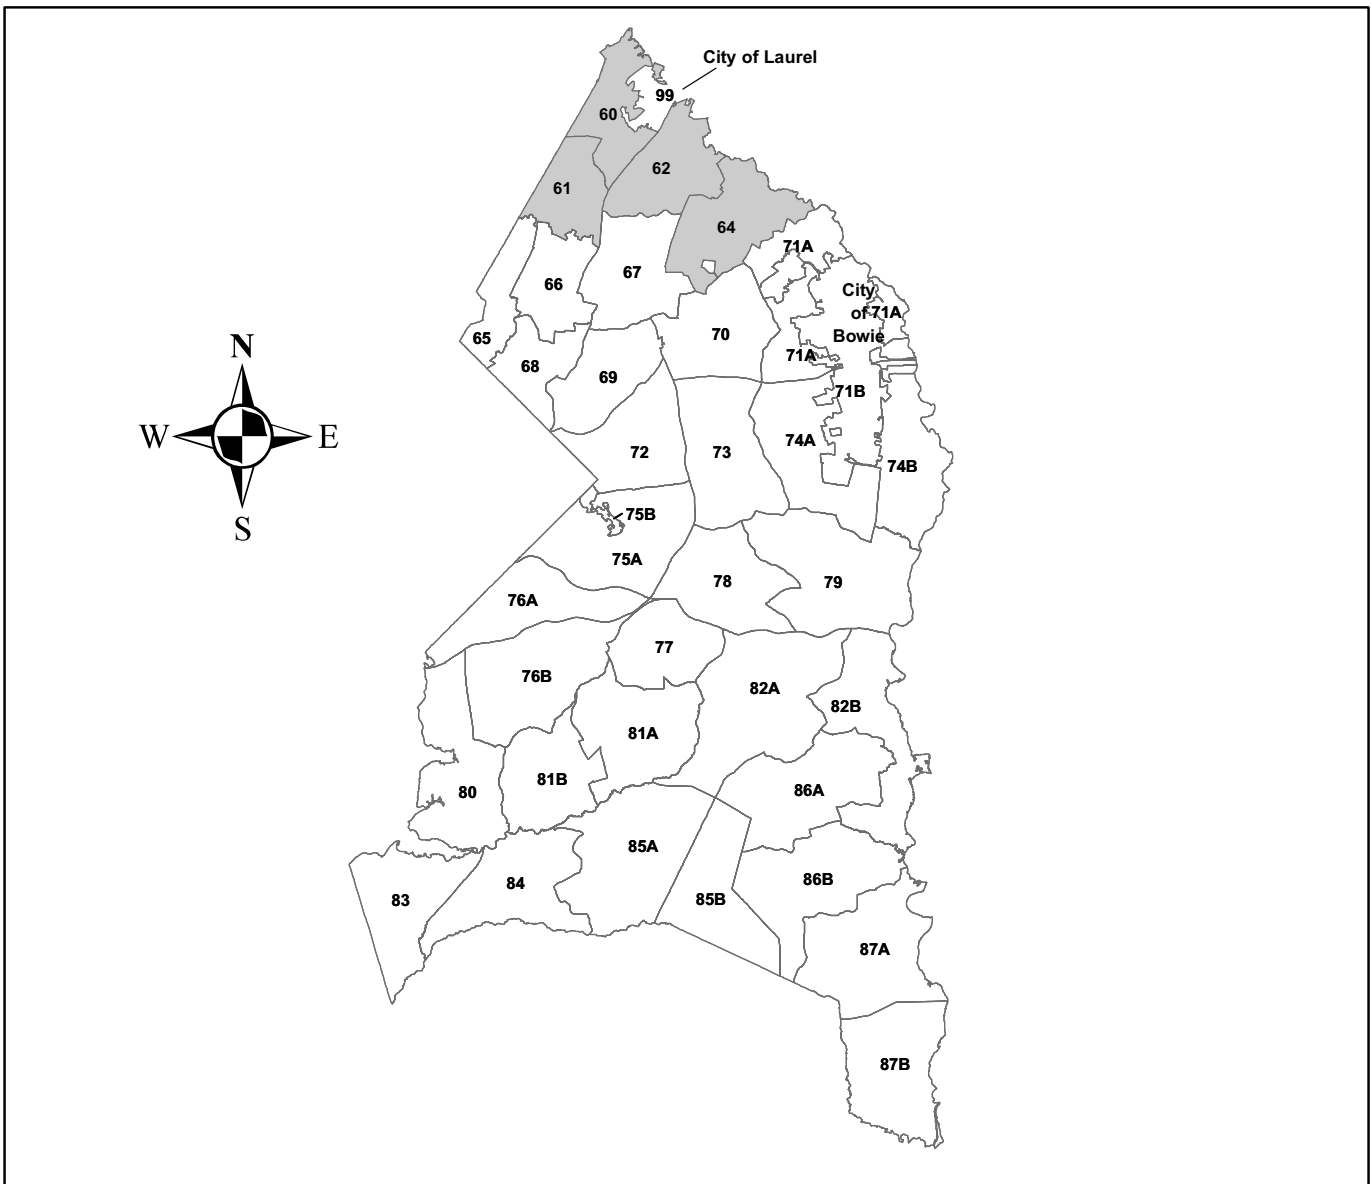 City of Laurel
99
60
62
61
64
71A
67
66
City
of 71A
Bowie
65
70
71A
68
69
71B
N
W E
S
74A
72
73
74B
75B
75A
78
79
76A
77
76B
82A
82B
81A
81B
80
86A
85A
86B
84
83
85B
87A
87B